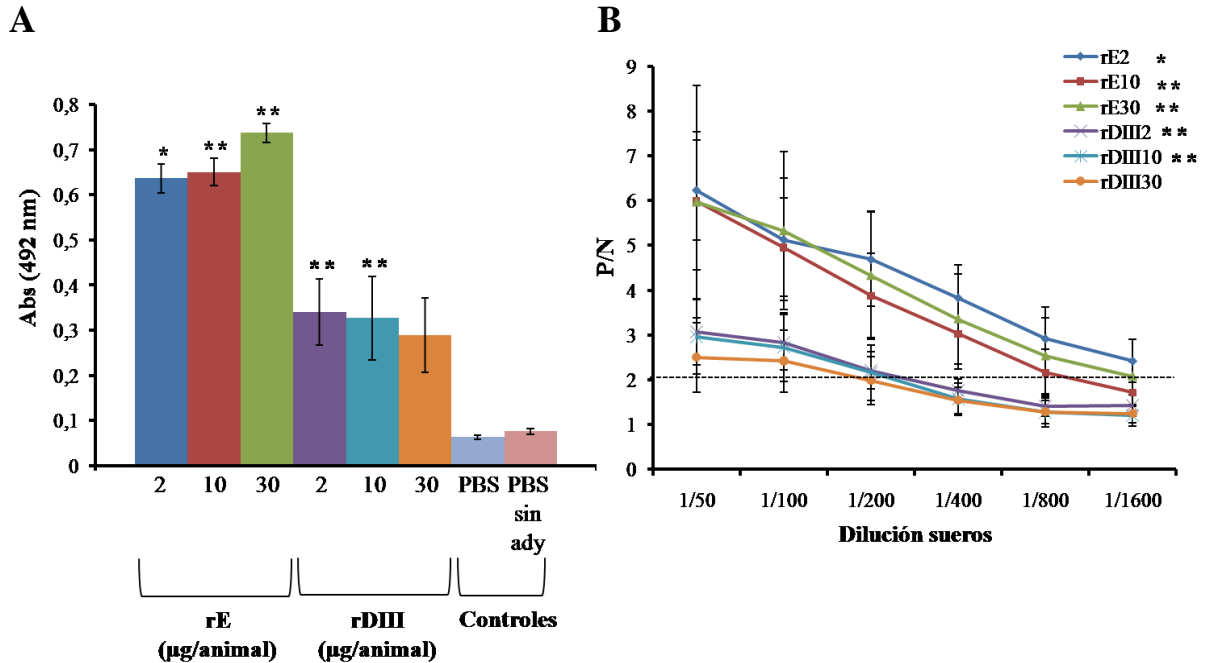 A
Abs (492 nm)
0,8
0,7
0,6
0,5
0,4
0,3
0,2
0,1
0
*
**
**
**
**
2
10
30
2
10
30
PBS
PBS
sin
ady
rE
(µg/animal)
rDIII
(µg/animal)
Controles
B
P/N
9
8
7
6
5
4
3
2
1
0
rE2 *
rE10 **
rE30 **
rDIII2 **
rDIII10 **
rDIII30
1/50
1/100
1/200
1/400
1/800
1/1600
Dilución sueros